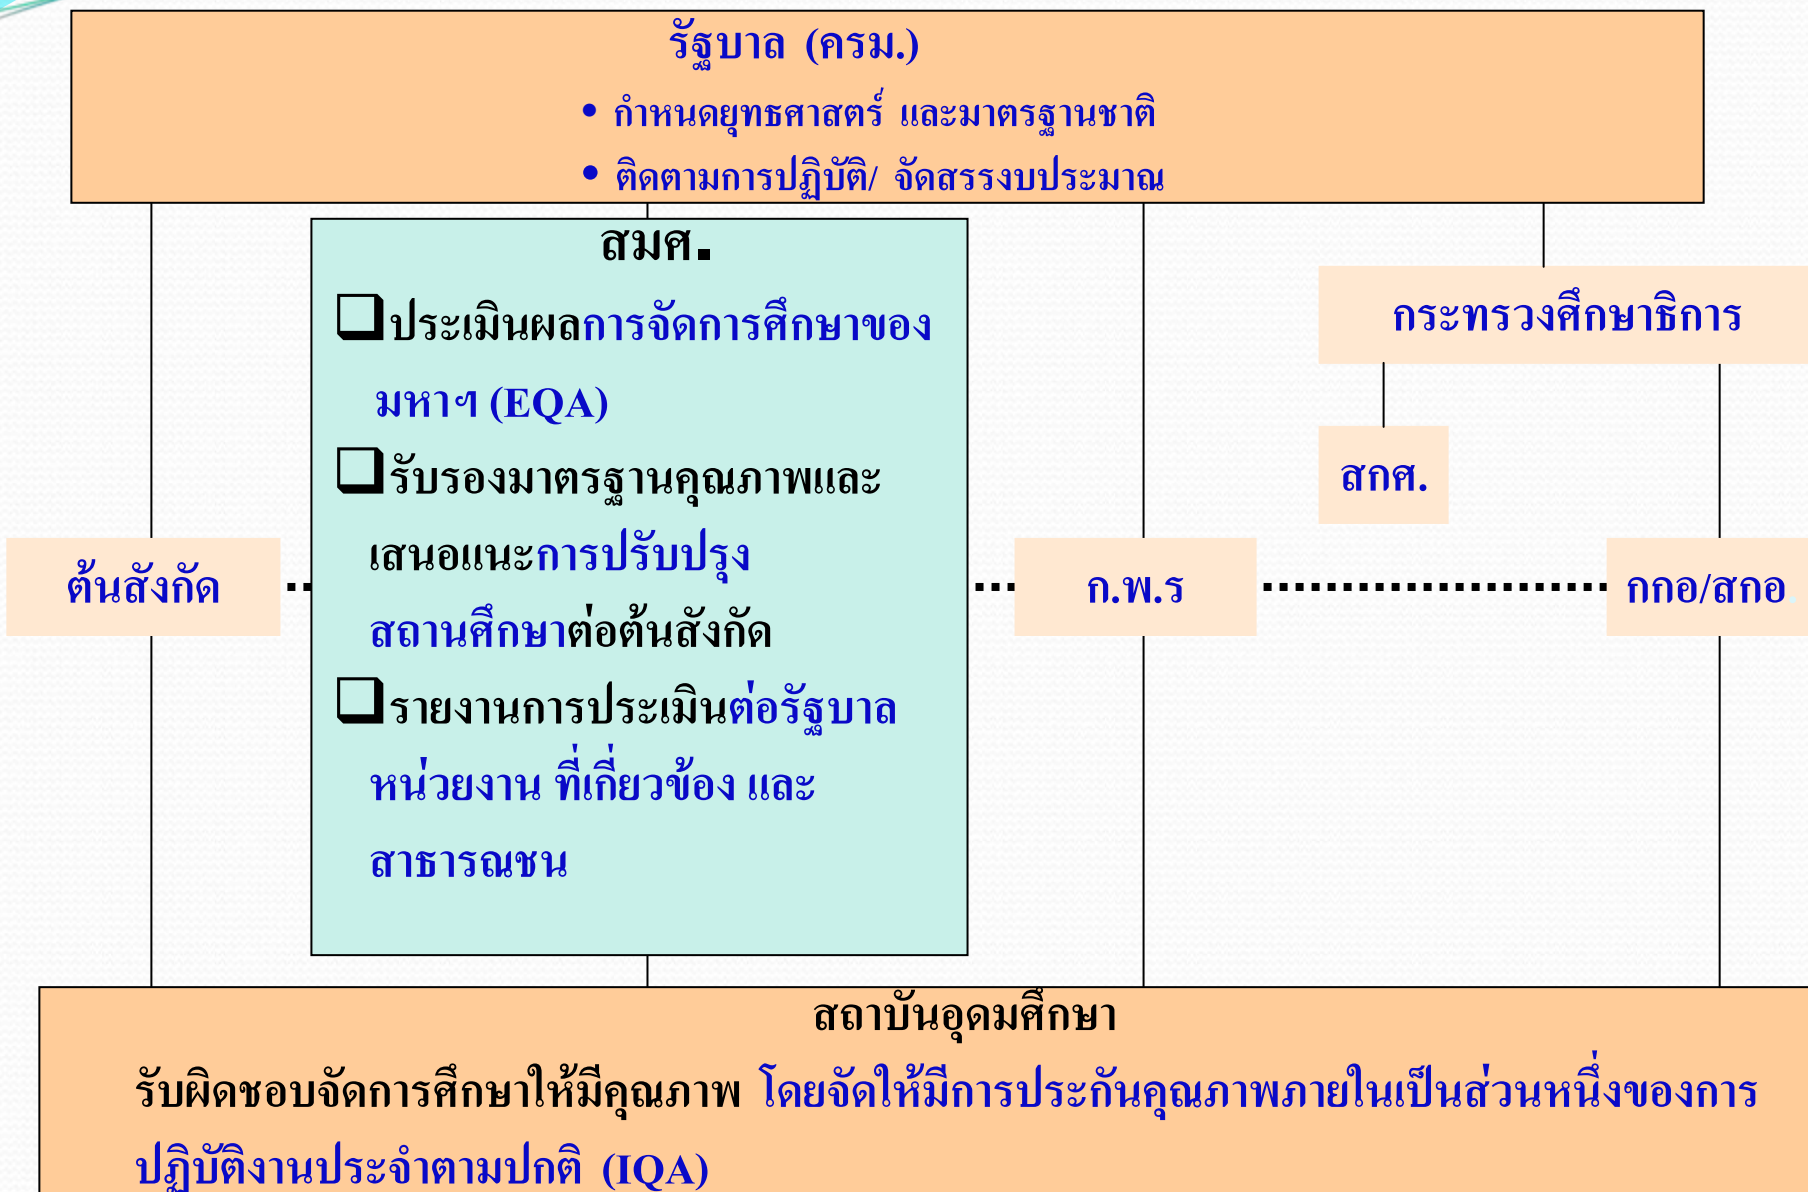 รัฐบาล (ครม.)
• กำหนดยุทธศาสตร์ และมาตรฐานชาติ
• ติดตามการปฏิบัติ/ จัดสรรงบประมาณ
สมศ.
❑ประเมินผลการจัดการศึกษาของ
มหาฯ (EQA)
❑รับรองมาตรฐานคุณภาพและ
เสนอแนะการปรับปรุง
สถานศึกษาต่อต้นสังกัด
❑รายงานการประเมินต่อรัฐบาล
หน่วยงาน ที่เกี่ยวข้อง และ
สาธารณชน
กระทรวงศึกษาธิการ
สกศ.
ต้นสังกัด
ก.พ.ร
กกอ/สกอ.
สถาบันอุดมศึกษา
รับผิดชอบจัดการศึกษาให้มีคุณภาพ โดยจัดให้มีการประกันคุณภาพภายในเป็นส่วนหนึ่งของการ
ปฏิบัติงานประจำตามปกติ (IQA)